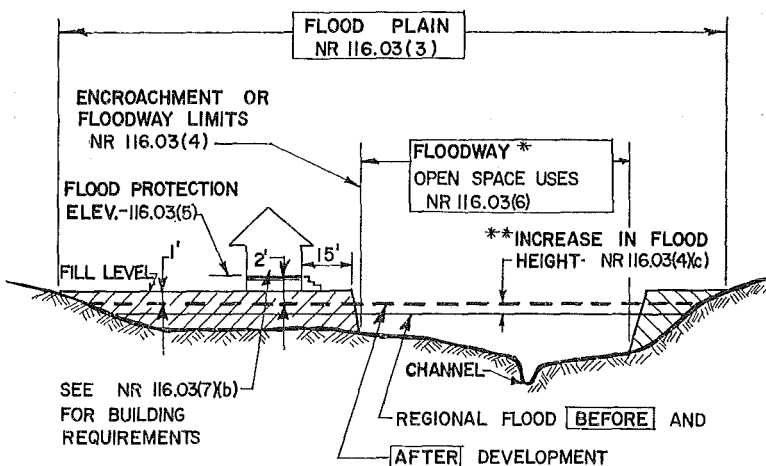 FLOOD PLAIN
NR 116.03(3)
ENCROACHMENT OR
FLOODWAY LIMITS
NR 116.03(4)
FLOODWAY *
OPEN SPACE USES
NR 116.03(6)
FLOOD PROTECTION
ELEV.-116.03(5)
1'
2'
15'
**INCREASE IN FLOOD
HEIGHT- NR 116.03(4)(c)
FILL LEVEL
SEE NR 116.03(7)(b)
FOR BUILDING
REQUIREMENTS
CHANNEL
REGIONAL FLOOD BEFORE AND
AFTER DEVELOPMENT